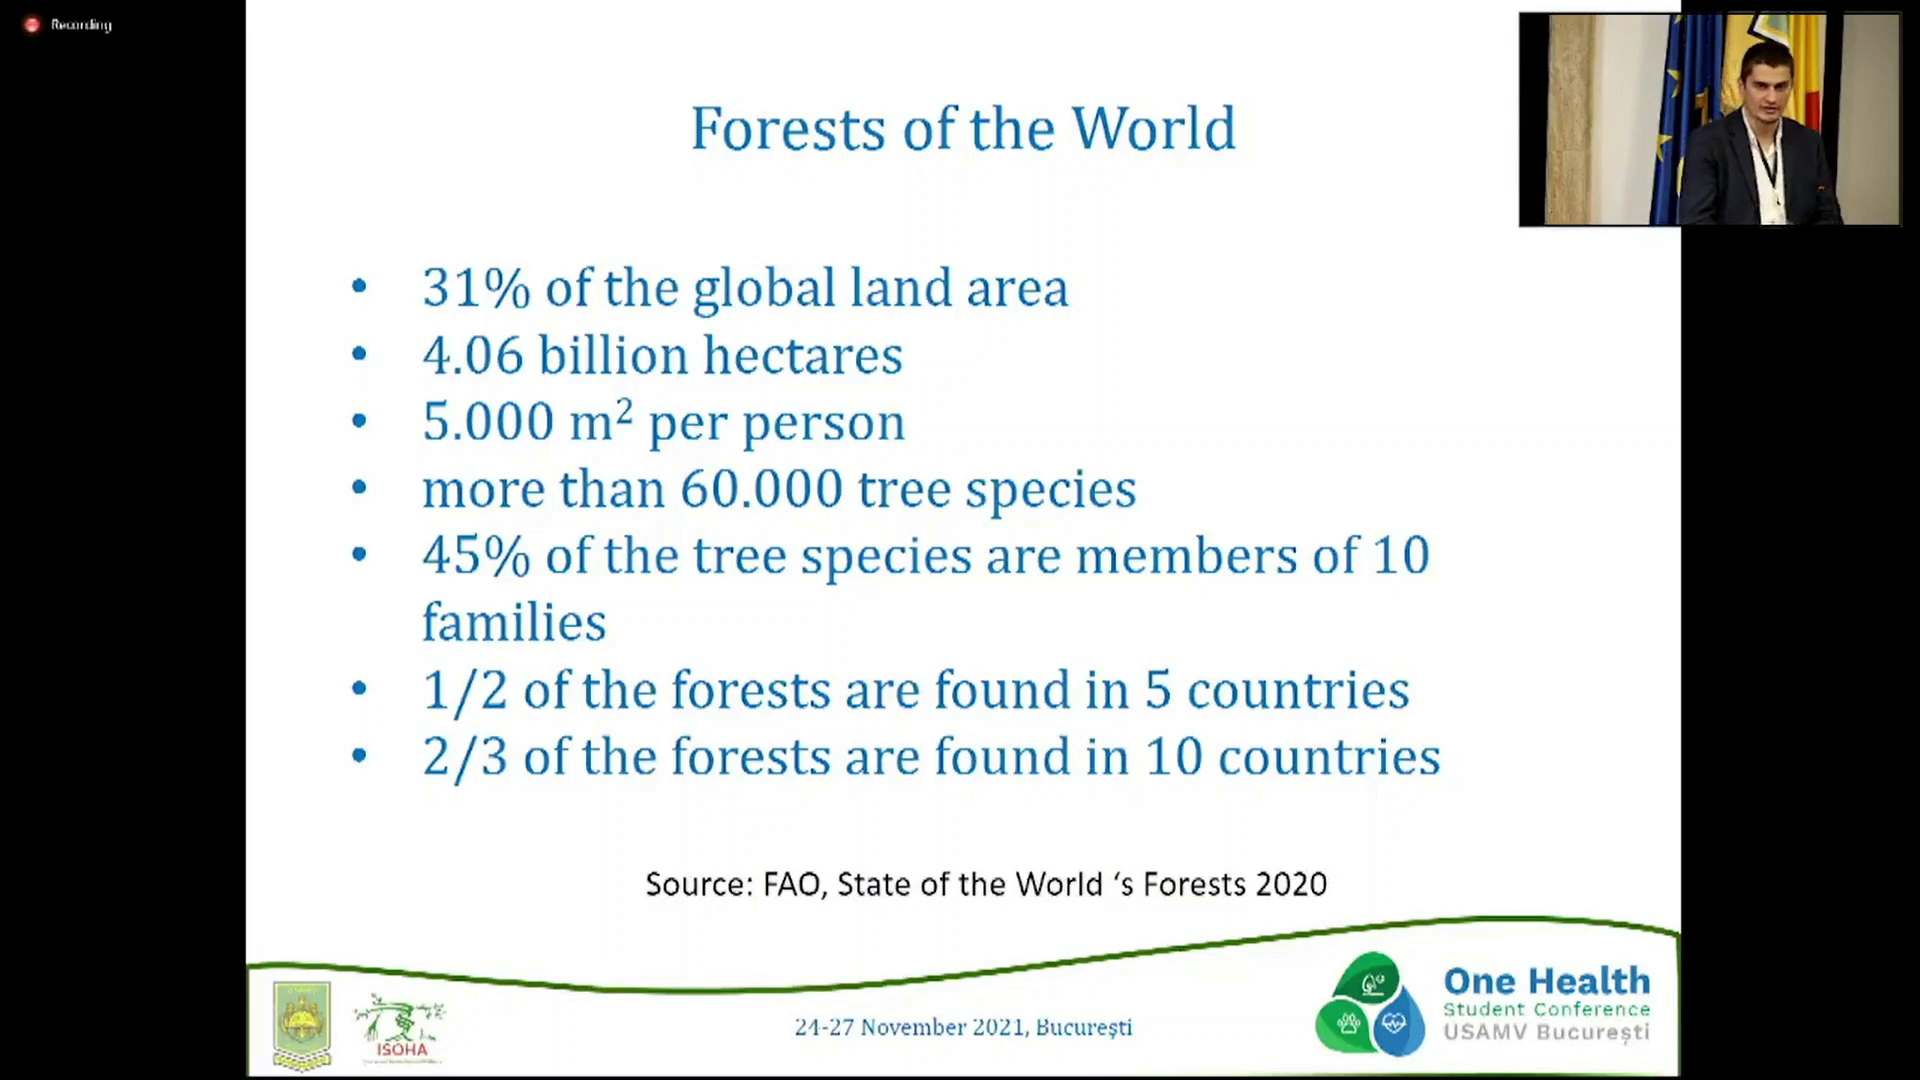 Recording
Forests of the World
• 31% of the global land area
• 4.06 billion hectares
• 5.000 m² per person
• more than 60.000 tree species
• 45% of the tree species are members of 10
families
• 1/2 of the forests are found in 5 countries
• 2/3 of the forests are found in 10 countries
Source: FAO, State of the World ‘s Forests 2020
ISOHA
24-27 November 2021, Bucureşti
One Health
Student Conference
USAMV Bucureşti